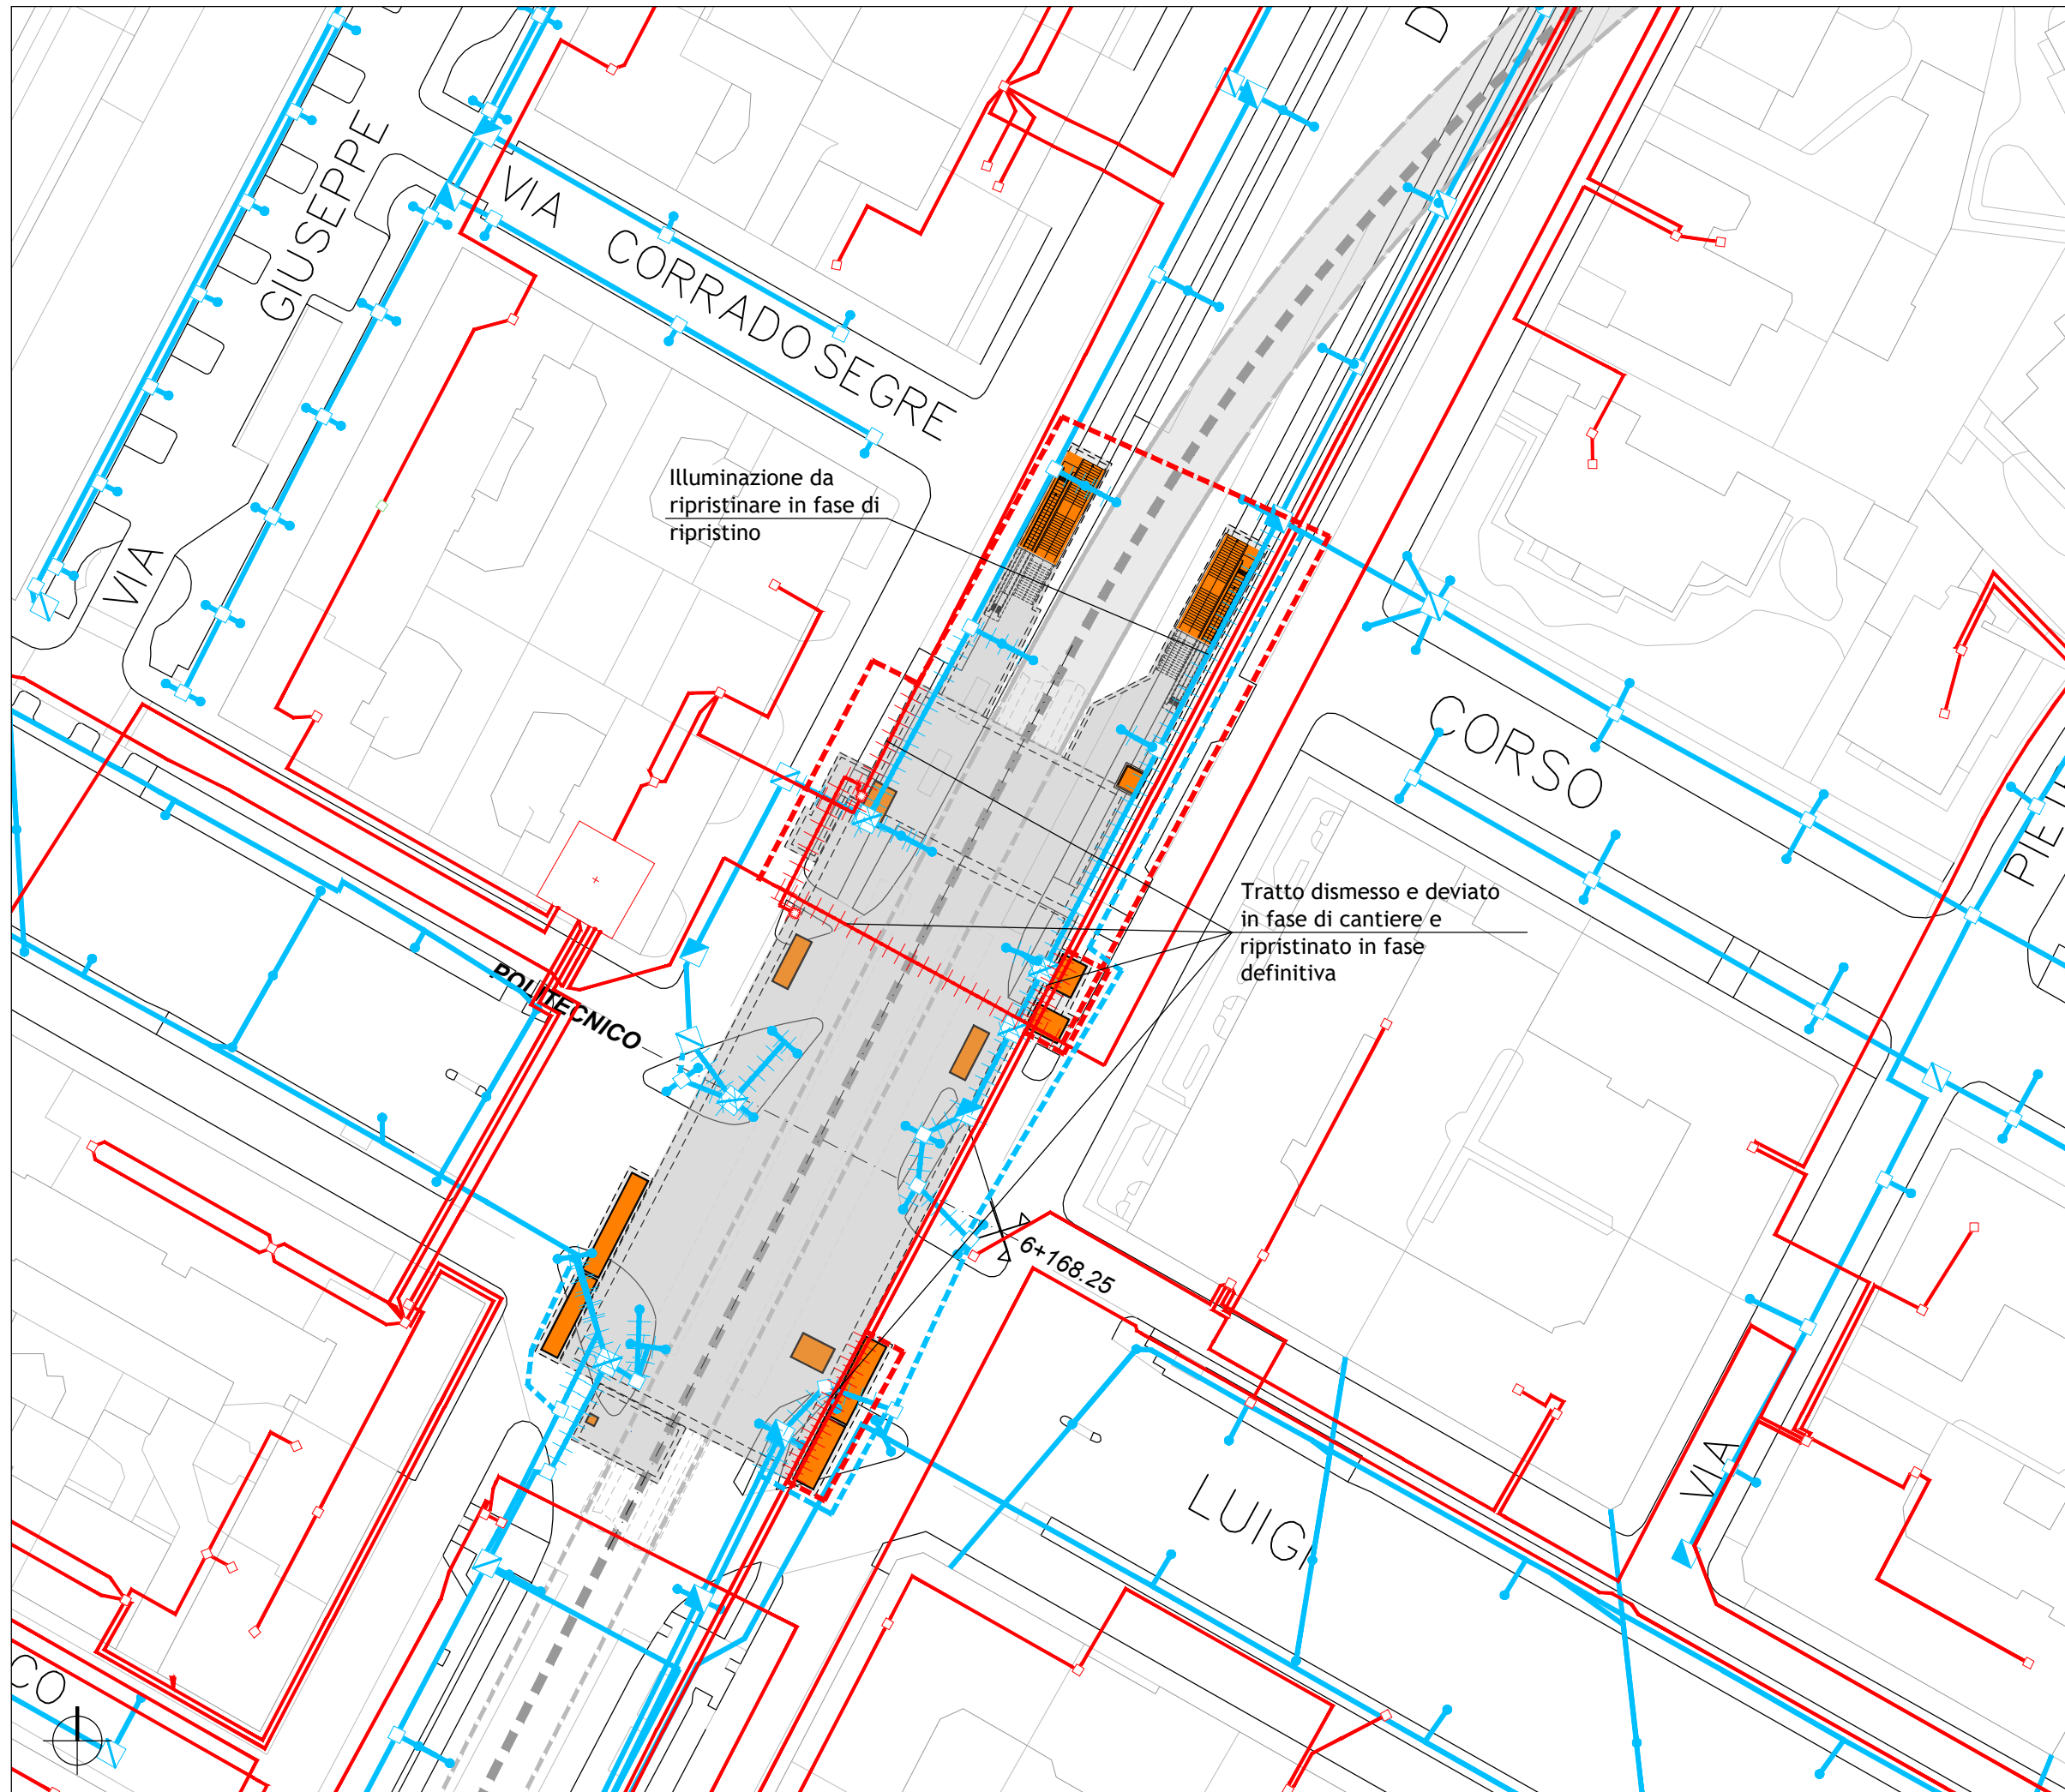 D
GIUSEPPE
VIA
CORRADO SEGRE
Illuminazione da
ripristinare in fase di
ripristino
VIA
CORSO
Tratto dismesso e deviato
in fase di cantiere e
ripristinato in fase
definitiva
POLITECNICO
6+168.25
LUIGI
VIA
CO